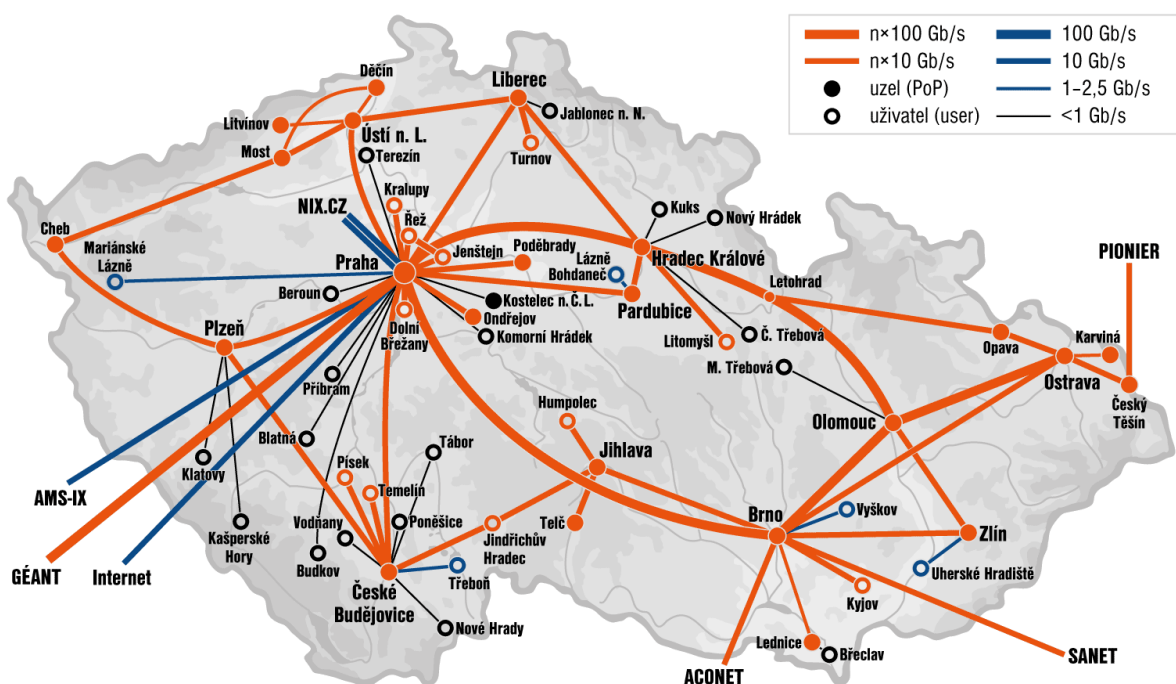 n×100 Gb/s
n×10 Gb/s
uzel (PoP)
uživatel (user)
100 Gb/s
10 Gb/s
1–2,5 Gb/s
<1 Gb/s
Děčín
Liberec
Litvínov
Jablonec n. N.
Ústí n. L.
Most
Terezín
Turnov
Kralupy
NIX.CZ
Řež
Kuks
Nový Hrádek
Cheb
Mariánské
Lázně
Jenštejn
Poděbrady
Praha
Lázně
Bohdaneč
Hradec Králové
PIONIER
Beroun
Kostelec n.Č.L.
Letohrad
Plzeň
Dolní
Břežany
Ondřejov
Komorní Hrádek
Pardubice
Litomyšl
Č. Třebová
Opava
Karviná
M. Třebová
Ostrava
Příbram
Český
Těšín
Humpolec
Olomouc
Blatná
Tábor
Jihlava
Klatovy
Písek
Temelín
AMS-IX
Vodňany
Poněšice
Telč
Brno
Vyškov
Zlín
Kašperské
Hory
Budkov
Jindřichův
Hradec
GÉANT
Internet
České
Budějovice
Třeboň
Uherské Hradiště
Kyjov
Nové Hrady
Lednice
Břeclav
SANET
ACONET